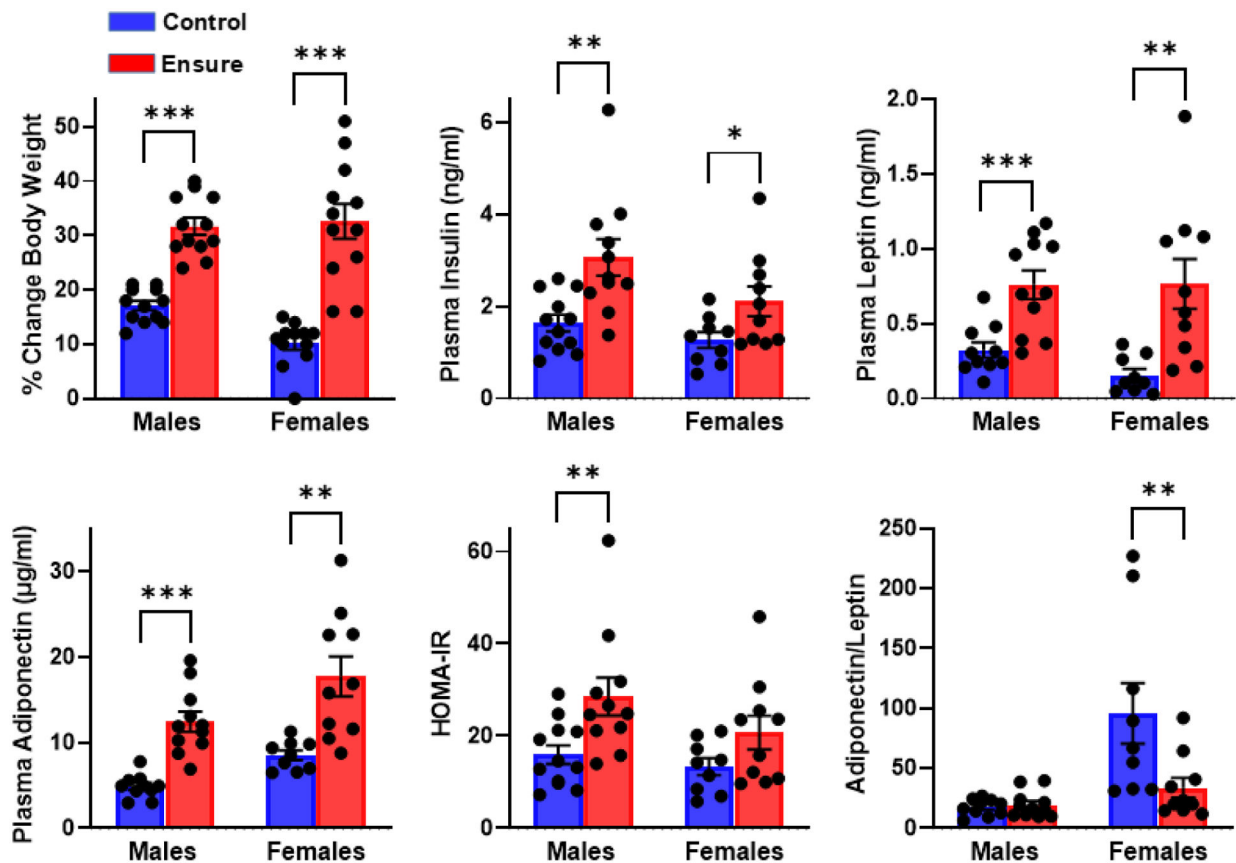 Control
Ensure
***
***
% Change Body Weight
50
40
30
20
10
0
Males
Females
**
*
Plasma Insulin (ng/ml)
6
4
2
0
Males
Females
***
**
Plasma Leptin (ng/ml)
2.0
1.5
1.0
0.5
0.0
Males
Females
***
**
Plasma Adiponectin (µg/ml)
30
20
10
0
Males
Females
**
HOMA-IR
60
40
20
0
Males
Females
**
Adiponectin/Leptin
250
200
150
100
50
0
Males
Females